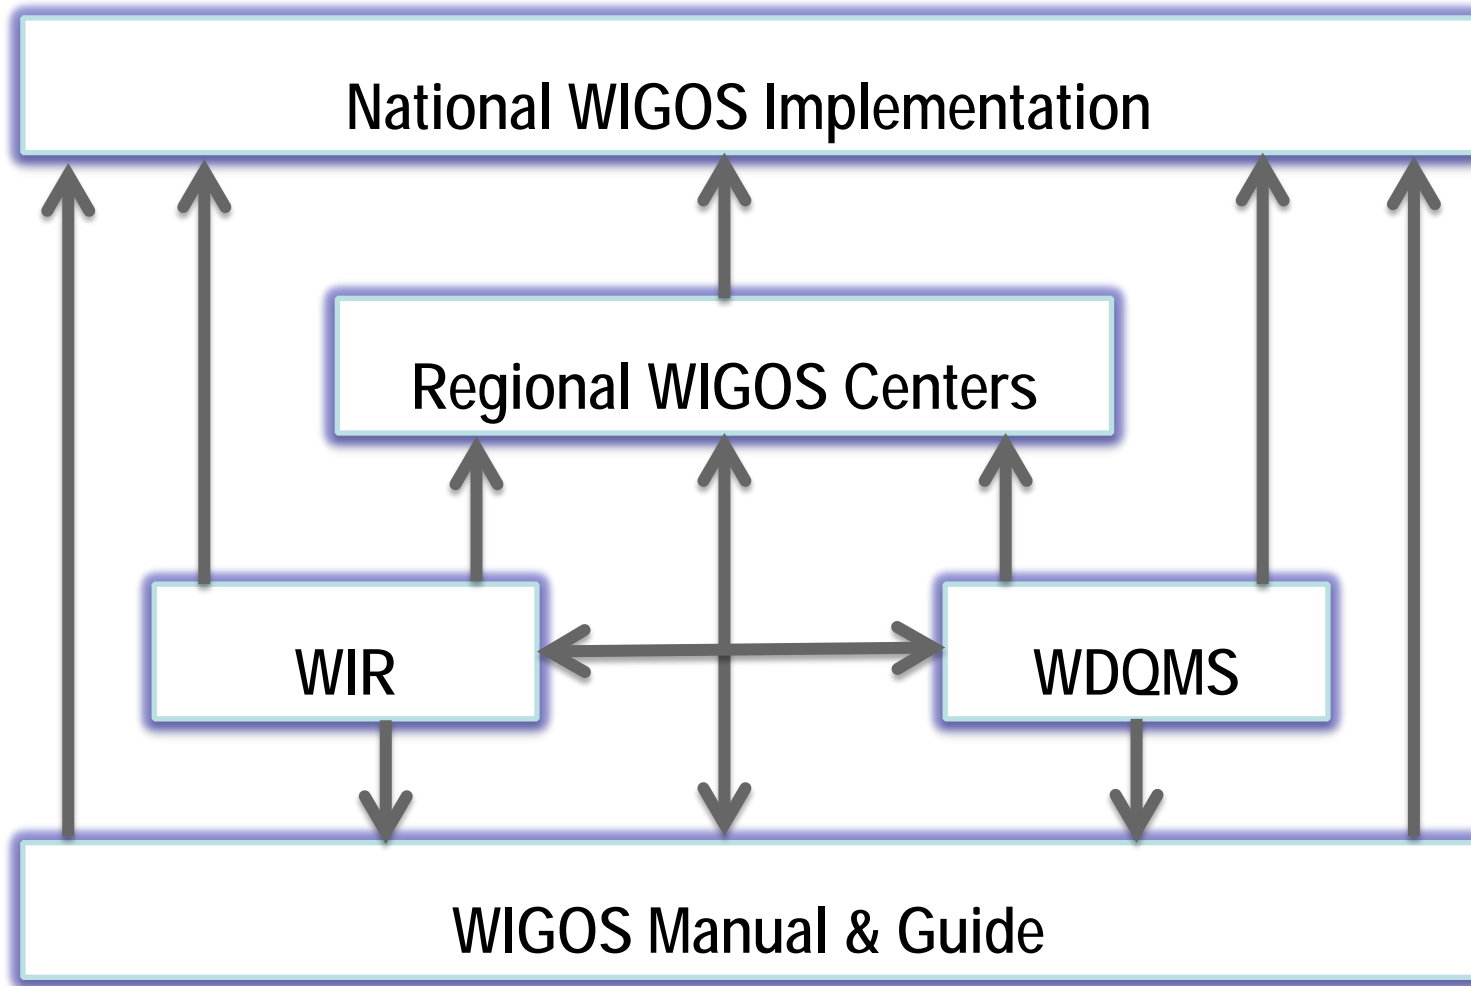 National WIGOS Implementation
Regional WIGOS Centers
WIR
WDQMS
WIGOS Manual & Guide